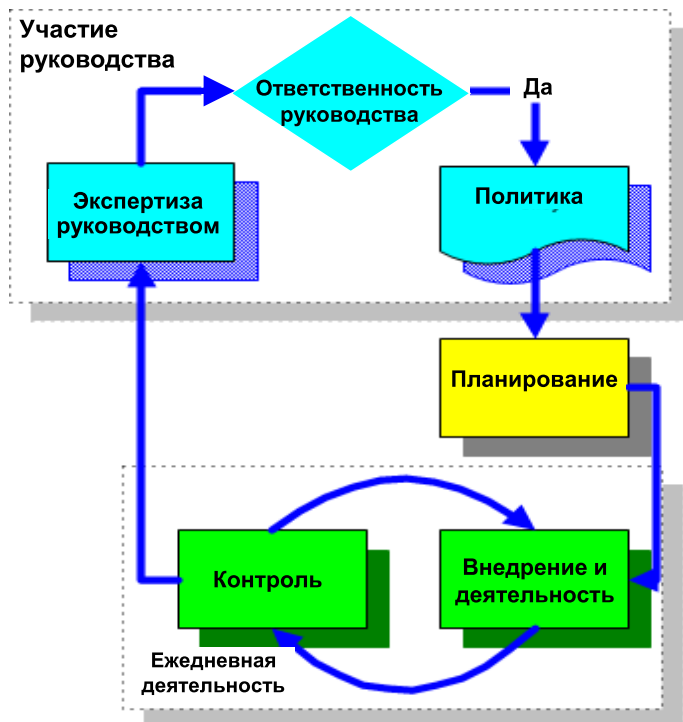 Участие
руководства
Ответственность
руководства
Да
Экспертиза
руководством
Политика
Планирование
Контроль
Внедрение и
деятельность
Ежедневная
деятельность